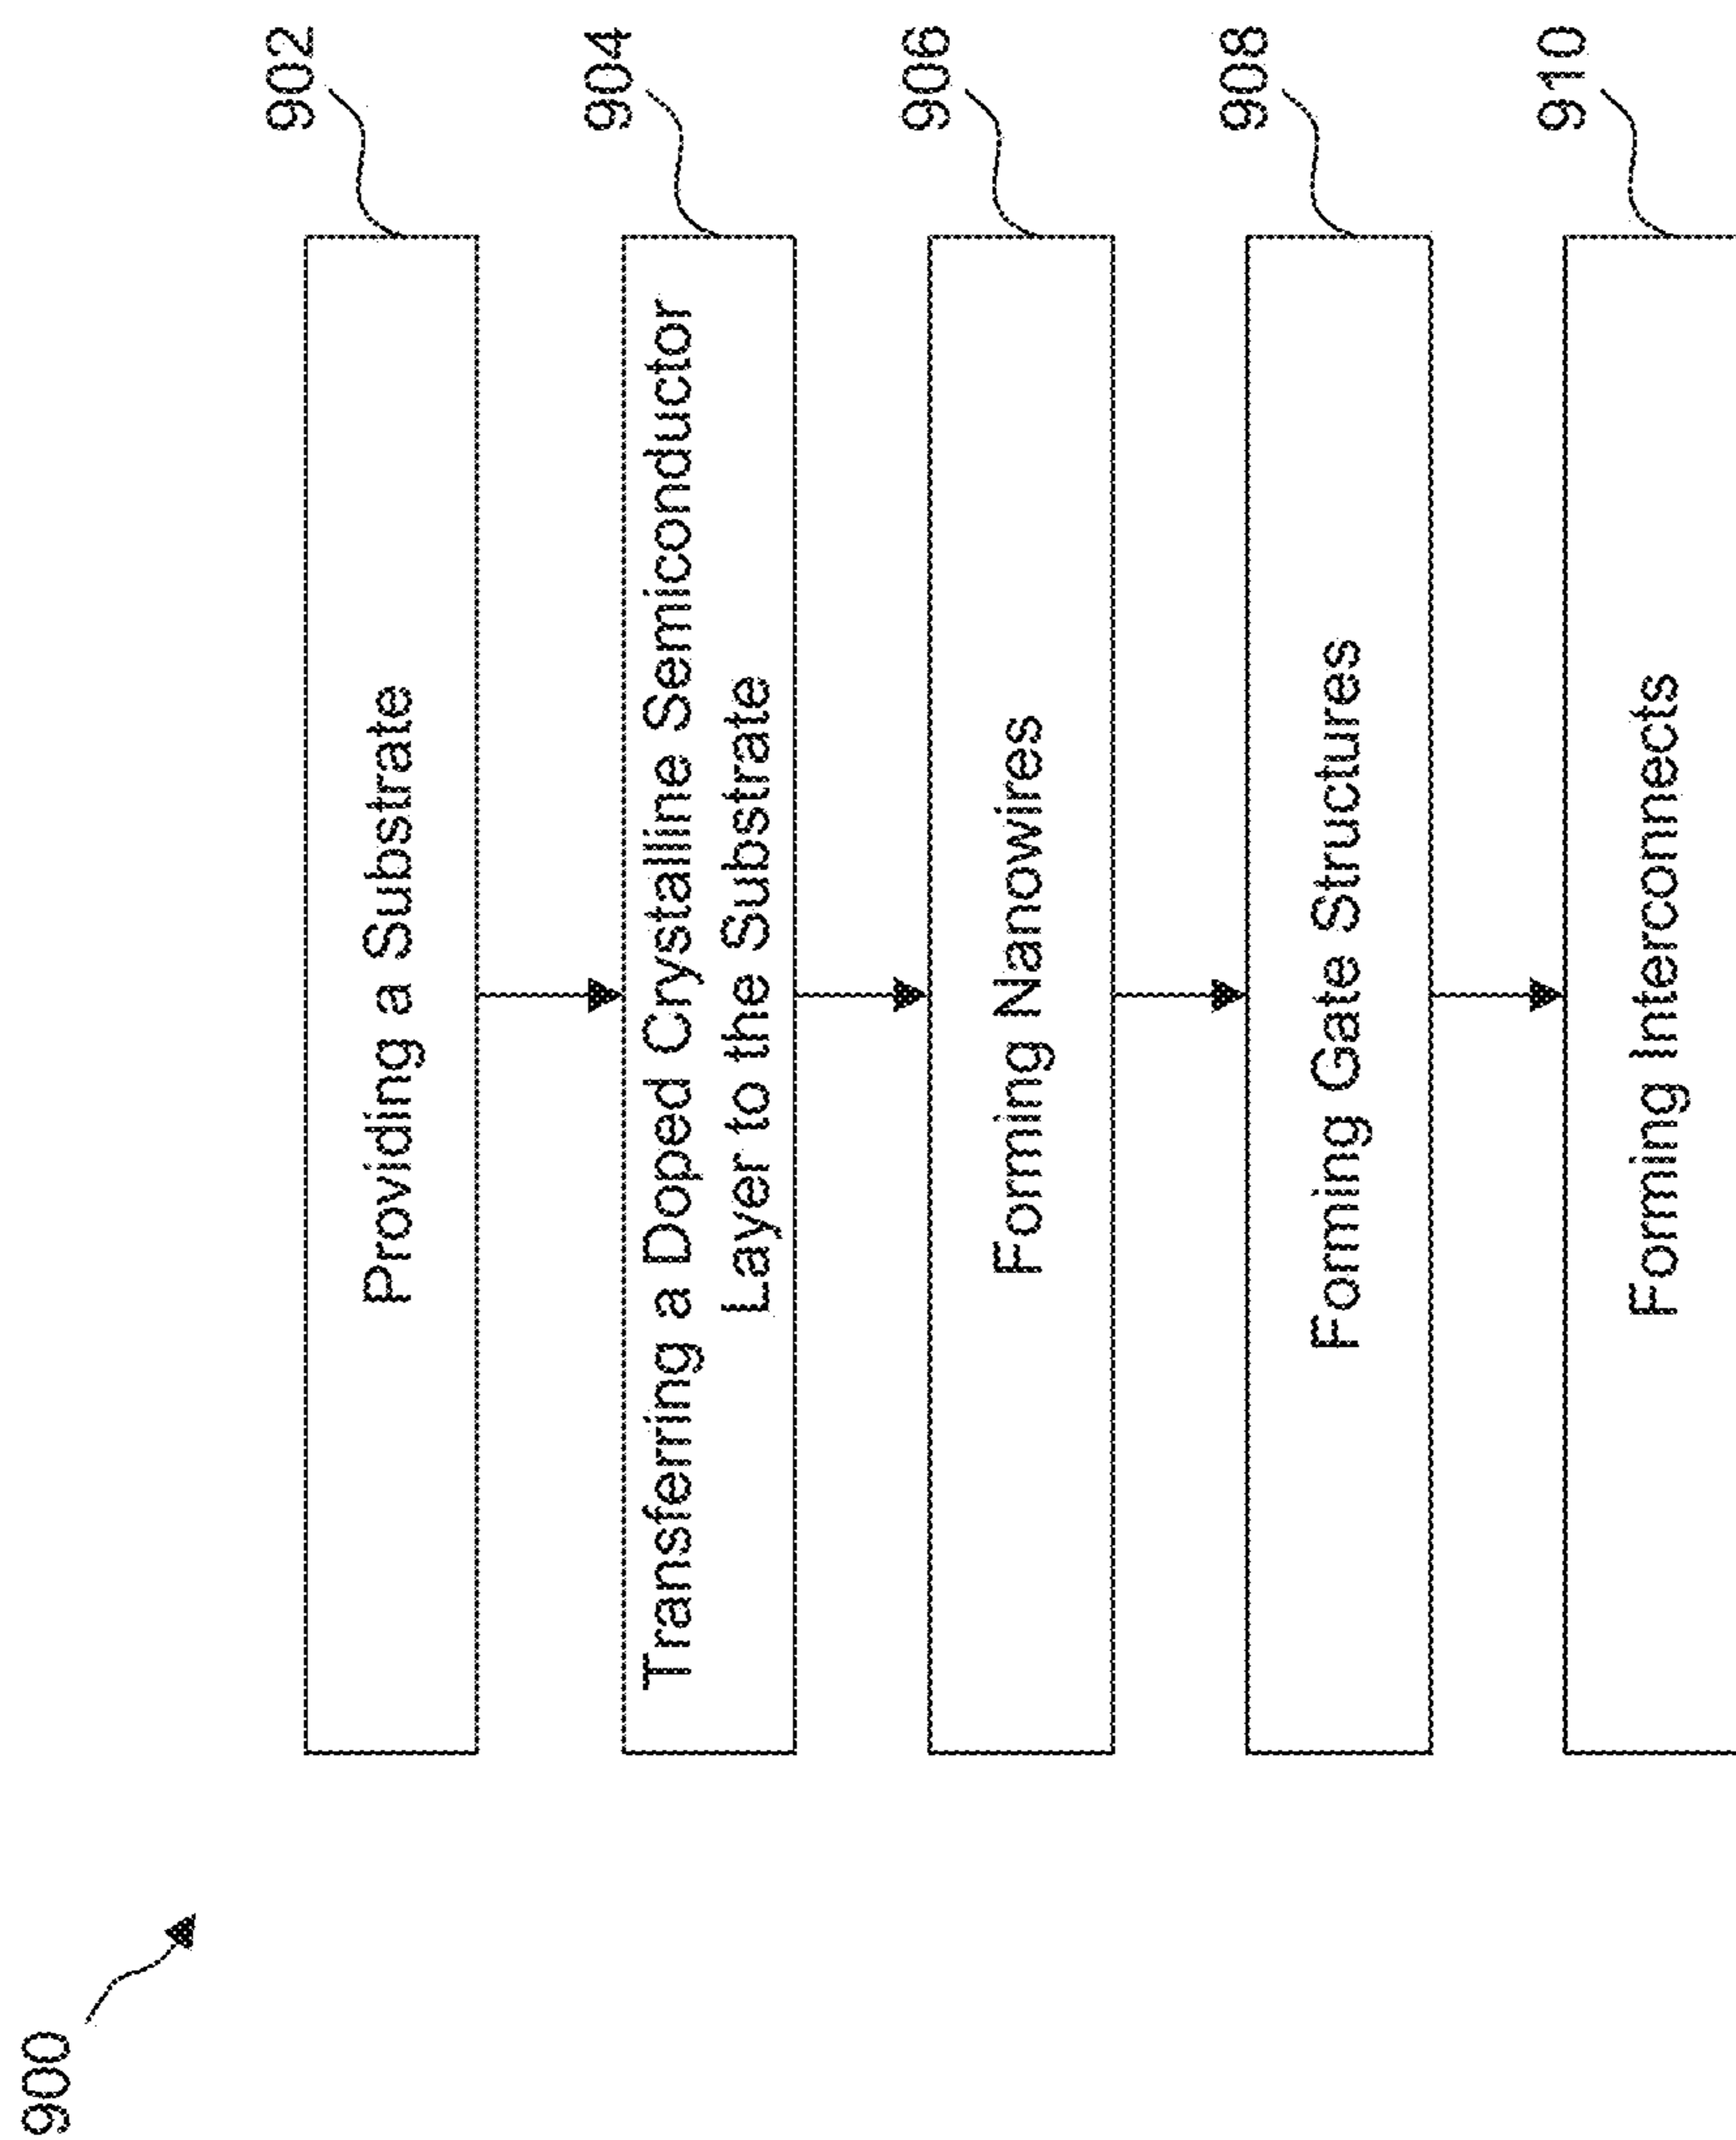 900
902
Providing a Substrate
904
Transferring a Doped Crystalline Semiconductor
Layer to the Substrate
906
Forming Nanowires
908
Forming Gate Structures
910
Forming Interconnects